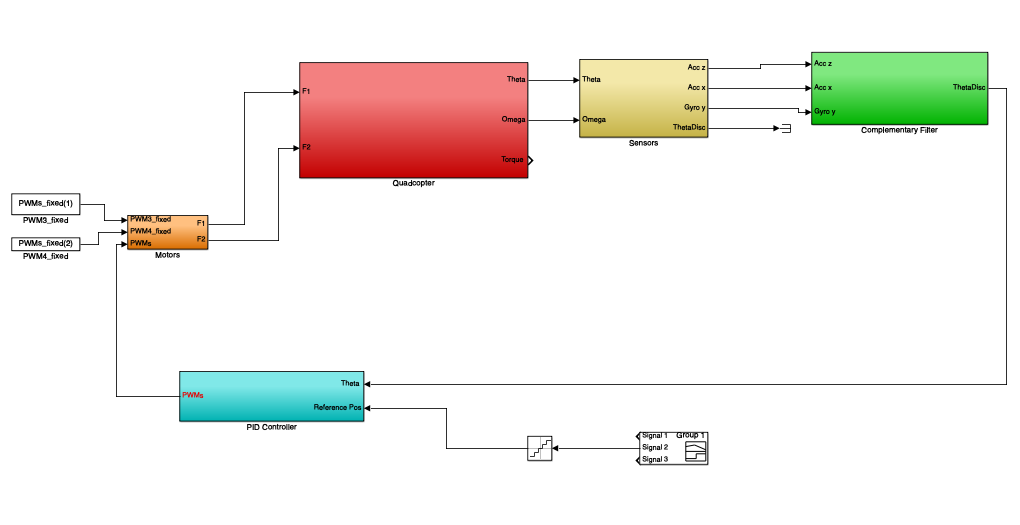 Theta
Omega
Torque
F1
F2
Quadcopter
Theta
Omega
Acc z
Acc x
Gyro y
ThetaDisc
Sensors
Acc z
Acc x
Gyro y
ThetaDisc
Complementary Filter
PWMs_fixed(1)
PWM3_fixed
PWMs_fixed(2)
PWM4_fixed
PWM3_fixed
PWM4_fixed
PWMs
F1
F2
Motors
PWMs
Theta
Reference Pos
PID Controller
Signal 1
Signal 2
Signal 3
Group 1